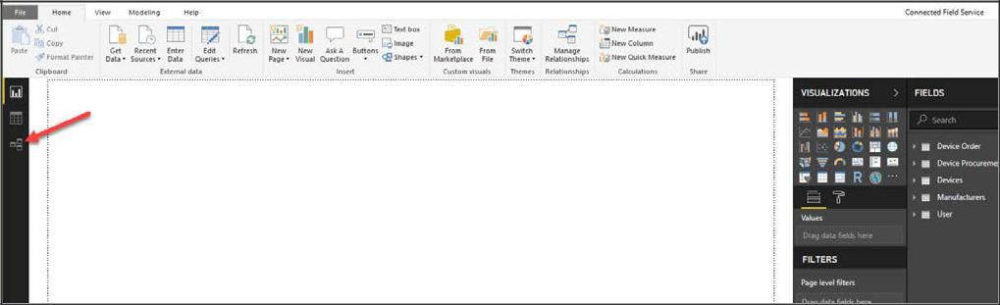 File Home View Modeling Help Connected Field Service
Paste
Cut
Copy
Format Painter
Clipboard
Get Data
Recent Sources
Enter Data
Edit Queries
Refresh
External data
New Page
New Visual
Ask A Question
Buttons
Text box
Image
Shapes
Insert
From Marketplace
From File
Custom visuals
Switch Theme
Themes
Manage Relationships
Relationships
New Measure
New Column
New Quick Measure
Calculations
Publish
Share
VISUALIZATIONS
R
Values
Drag data fields here
FILTERS
Page level filters
Drag data fields here
FIELDS
Search
Device Order
Device Procureme
Devices
Manufacturers
User